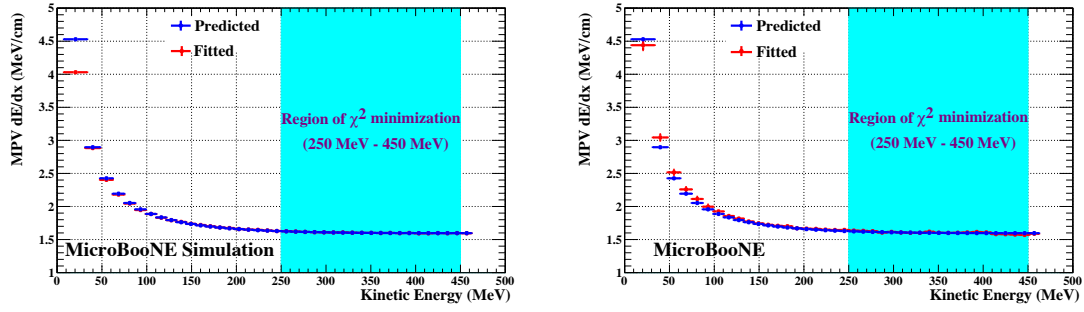 MPV dE/dx (MeV/cm)
5
4.5
4
3.5
3
2.5
2
1.5
1
Predicted
Fitted
Region of χ² minimization
(250 MeV - 450 MeV)
MicroBooNE Simulation
0 50 100 150 200 250 300 350 400 450 500
Kinetic Energy (MeV)
MPV dE/dx (MeV/cm)
5
4.5
4
3.5
3
2.5
2
1.5
1
Predicted
Fitted
Region of χ² minimization
(250 MeV - 450 MeV)
MicroBooNE
0 50 100 150 200 250 300 350 400 450 500
Kinetic Energy (MeV)